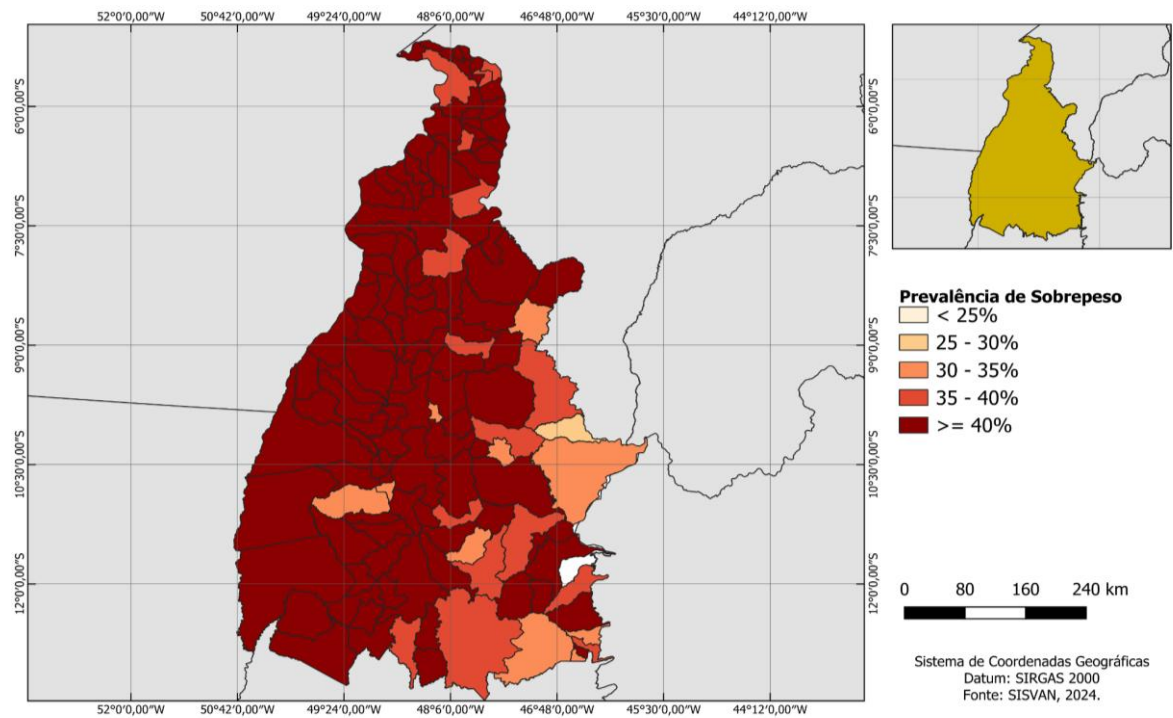 52°0'0,00"W 50°42'0,00"W 49°24'0,00"W 48°6'0,00"W 46°48'0,00"W 45°30'0,00"W 44°12'0,00"W
6°0'0,00"S 6°0'0,00"S
7°30'0,00"S 7°30'0,00"S
9°0'0,00"S 9°0'0,00"S
10°30'0,00"S 10°30'0,00"S
12°0'0,00"S 12°0'0,00"S
52°0'0,00"W 50°42'0,00"W 49°24'0,00"W 48°6'0,00"W 46°48'0,00"W 45°30'0,00"W 44°12'0,00"W
Prevalência de Sobrepeso
< 25%
25 - 30%
30 - 35%
35 - 40%
>= 40%
0 80 160 240 km
Sistema de Coordenadas Geográficas
Datum: SIRGAS 2000
Fonte: SISVAN, 2024.